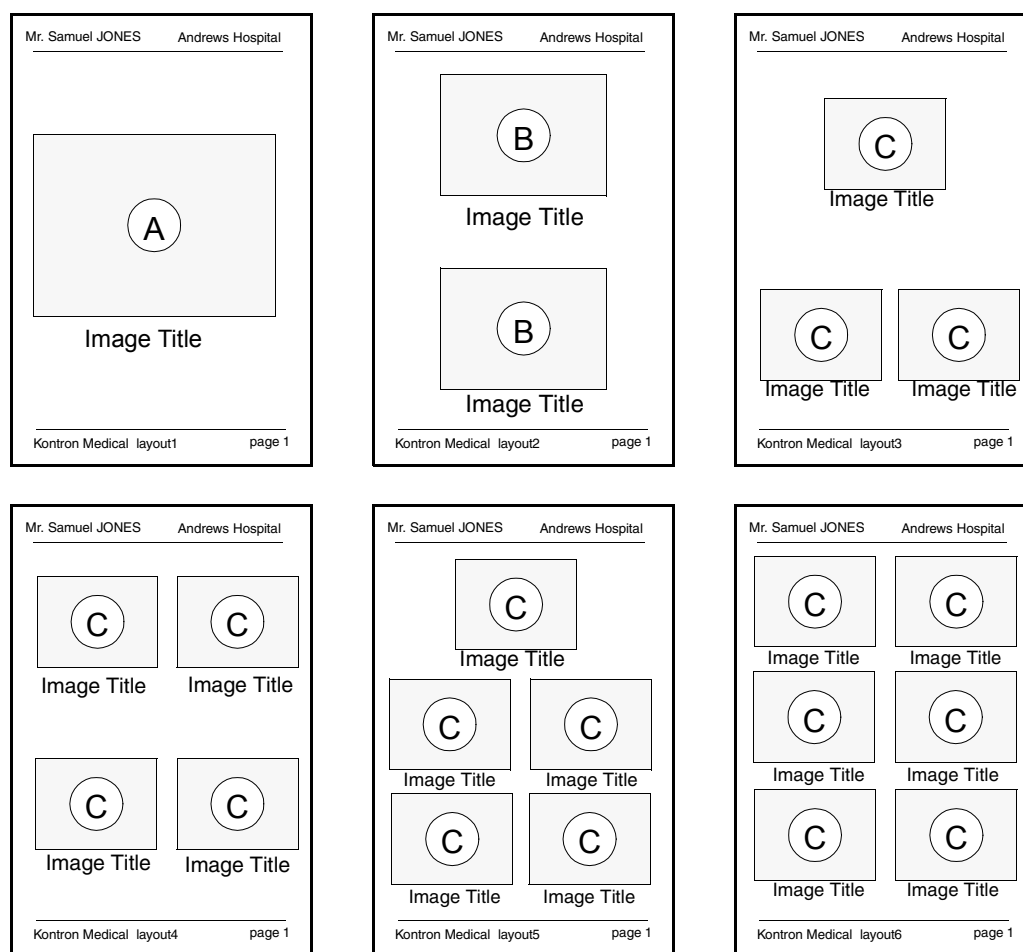 Mr. Samuel JONES Andrews Hospital
A
Image Title
Kontron Medical layout1 page 1
Mr. Samuel JONES Andrews Hospital
B
Image Title
B
Image Title
Kontron Medical layout2 page 1
Mr. Samuel JONES Andrews Hospital
C
Image Title
C C
Image Title Image Title
Kontron Medical layout3 page 1
Mr. Samuel JONES Andrews Hospital
C C
Image Title Image Title
C C
Image Title Image Title
Kontron Medical layout4 page 1
Mr. Samuel JONES Andrews Hospital
C
Image Title
C C
Image Title Image Title
C C
Image Title Image Title
Kontron Medical layout5 page 1
Mr. Samuel JONES Andrews Hospital
C C
Image Title Image Title
C C
Image Title Image Title
C C
Image Title Image Title
Kontron Medical layout6 page 1